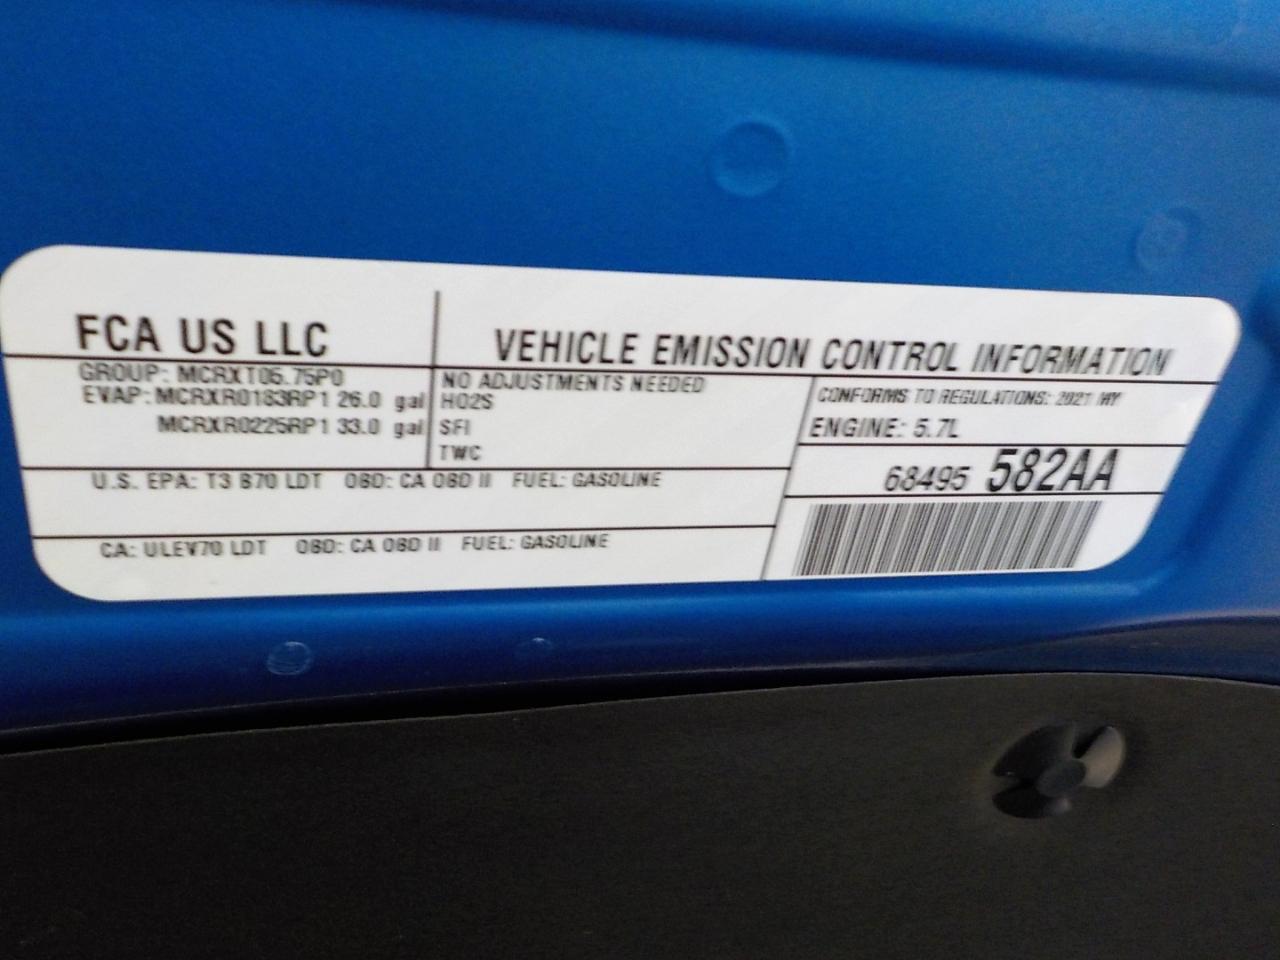 FCA US LLC
VEHICLE EMISSION CONTROL INFORMATION
GROUP: MCRXT05.75P0
EVAP: MCRXR0183RP1 26.0 gal
MCRXR0225RP1 33.0 gal
NO ADJUSTMENTS NEEDED
HO2S
SFI
TWC
CONFORMS TO REGULATIONS: 2021 MY
ENGINE: 5.7L
68495 582AA
U.S. EPA: T3 B70 LDT OBD: CA OBD II FUEL: GASOLINE
CA: ULEV70 LDT OBD: CA OBD II FUEL: GASOLINE